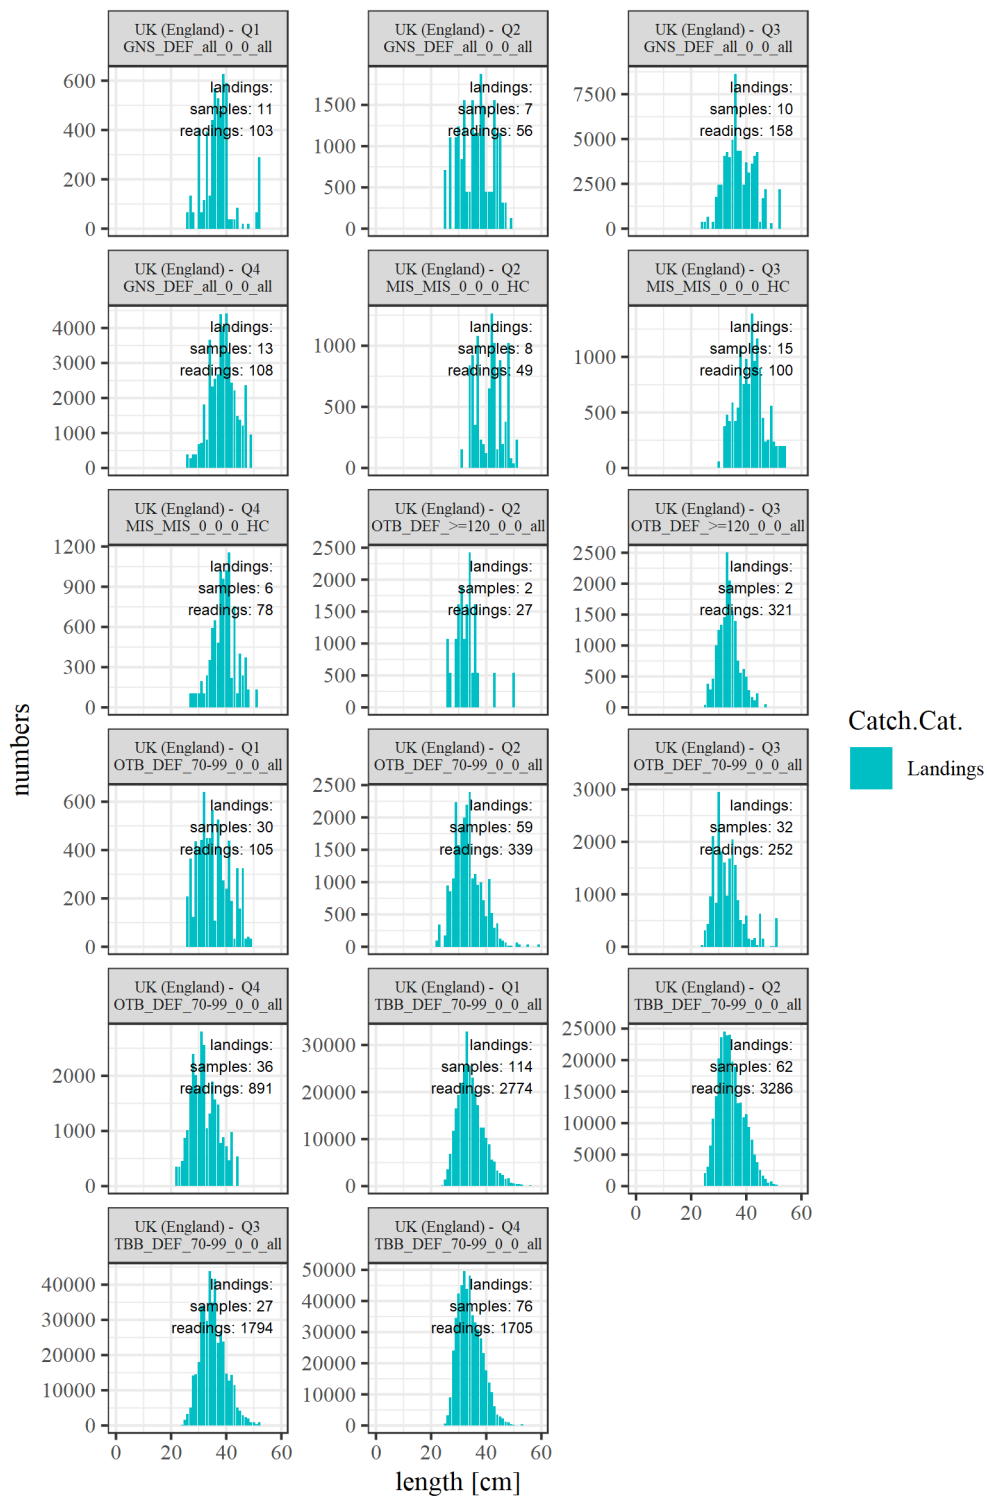 UK (England) - Q1
GNS_DEF_all_0_0_all
landings:
samples: 11
readings: 103
600
400
200
0
UK (England) - Q2
GNS_DEF_all_0_0_all
landings:
samples: 7
readings: 56
1500
1000
500
0
UK (England) - Q3
GNS_DEF_all_0_0_all
landings:
samples: 10
readings: 158
7500
5000
2500
0
UK (England) - Q4
GNS_DEF_all_0_0_all
landings:
samples: 13
readings: 108
4000
3000
2000
1000
0
UK (England) - Q2
MIS_MIS_0_0_0_HC
landings:
samples: 8
readings: 49
1000
500
0
UK (England) - Q3
MIS_MIS_0_0_0_HC
landings:
samples: 15
readings: 100
1000
500
0
UK (England) - Q4
MIS_MIS_0_0_0_HC
landings:
samples: 6
readings: 78
1200
900
600
300
0
UK (England) - Q2
OTB_DEF_>=120_0_0_all
landings:
samples: 2
readings: 27
2500
2000
1500
1000
500
0
UK (England) - Q3
OTB_DEF_>=120_0_0_all
landings:
samples: 2
readings: 321
2500
2000
1500
1000
500
0
UK (England) - Q1
OTB_DEF_70-99_0_0_all
landings:
samples: 30
readings: 105
600
400
200
0
UK (England) - Q2
OTB_DEF_70-99_0_0_all
landings:
samples: 59
readings: 339
2500
2000
1500
1000
500
0
UK (England) - Q3
OTB_DEF_70-99_0_0_all
landings:
samples: 32
readings: 252
3000
2000
1000
0
UK (England) - Q4
OTB_DEF_70-99_0_0_all
landings:
samples: 36
readings: 891
2000
1000
0
UK (England) - Q1
TBB_DEF_70-99_0_0_all
landings:
samples: 114
readings: 2774
30000
20000
10000
0
UK (England) - Q2
TBB_DEF_70-99_0_0_all
landings:
samples: 62
readings: 3286
25000
20000
15000
10000
5000
0
0 20 40 60
UK (England) - Q3
TBB_DEF_70-99_0_0_all
landings:
samples: 27
readings: 1794
40000
30000
20000
10000
0
0 20 40 60
UK (England) - Q4
TBB_DEF_70-99_0_0_all
landings:
samples: 76
readings: 1705
50000
40000
30000
20000
10000
0
0 20 40 60
length [cm]
numbers
Catch.Cat.
Landings